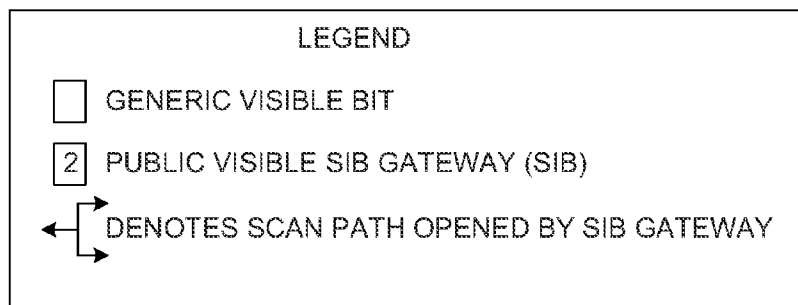 LEGEND
GENERIC VISIBLE BIT
2 PUBLIC VISIBLE SIB GATEWAY (SIB)
DENOTES SCAN PATH OPENED BY SIB GATEWAY